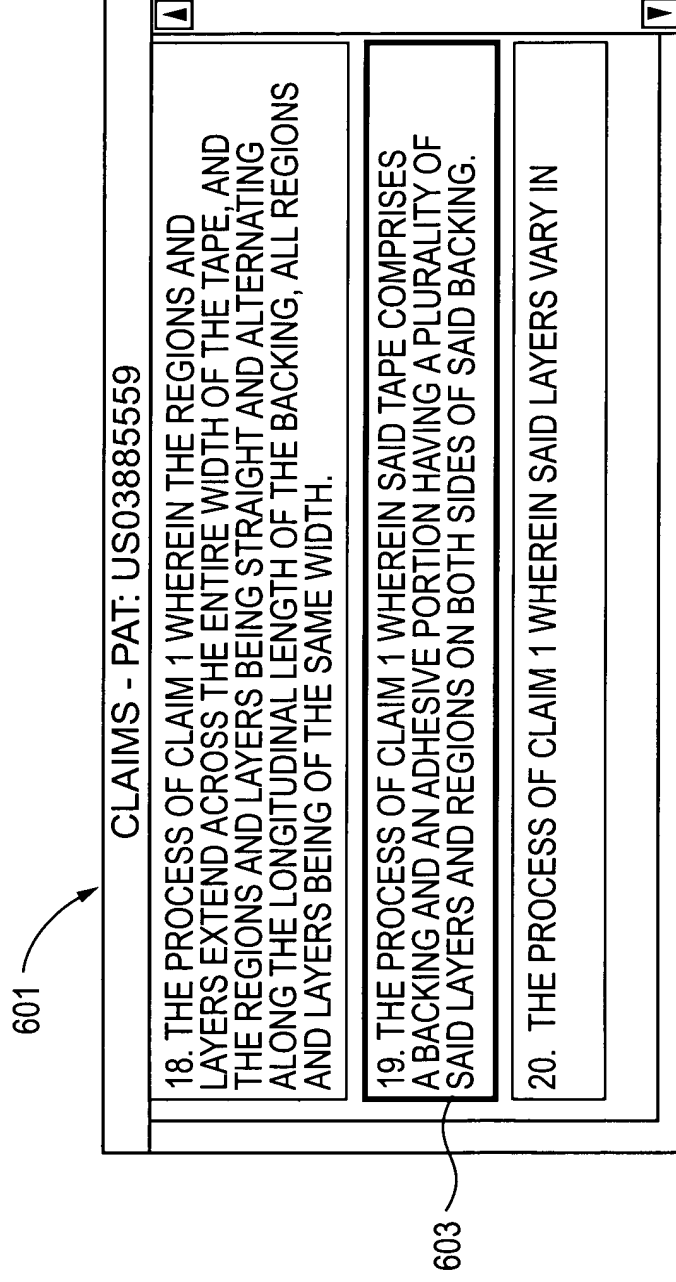 601
CLAIMS - PAT: US03885559
18. THE PROCESS OF CLAIM 1 WHEREIN THE REGIONS AND
LAYERS EXTEND ACROSS THE ENTIRE WIDTH OF THE TAPE, AND
THE REGIONS AND LAYERS BEING STRAIGHT AND ALTERNATING
ALONG THE LONGITUDINAL LENGTH OF THE BACKING, ALL REGIONS
AND LAYERS BEING OF THE SAME WIDTH.
19. THE PROCESS OF CLAIM 1 WHEREIN SAID TAPE COMPRISES
A BACKING AND AN ADHESIVE PORTION HAVING A PLURALITY OF
SAID LAYERS AND REGIONS ON BOTH SIDES OF SAID BACKING.
603
20. THE PROCESS OF CLAIM 1 WHEREIN SAID LAYERS VARY IN